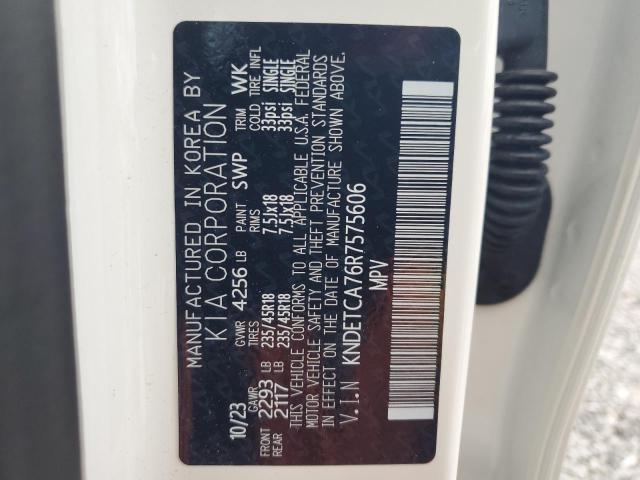 MANUFACTURED IN KOREA BY
KIA CORPORATION
10/23 GVWR 4256 LB PAINT SWP TRIM WK
GAWR TIRES RIMS COLD TIRE INFL
FRONT 2293 LB 235/45R18 7.5Jx18 33psi SINGLE
REAR 2117 LB 235/45R18 7.5Jx18 33psi SINGLE
THIS VEHICLE CONFORMS TO ALL APPLICABLE U.S.A. FEDERAL
MOTOR VEHICLE SAFETY AND THEFT PREVENTION STANDARDS
IN EFFECT ON THE DATE OF MANUFACTURE SHOWN ABOVE.
V.I.N KNDETCA76R7575606
MPV